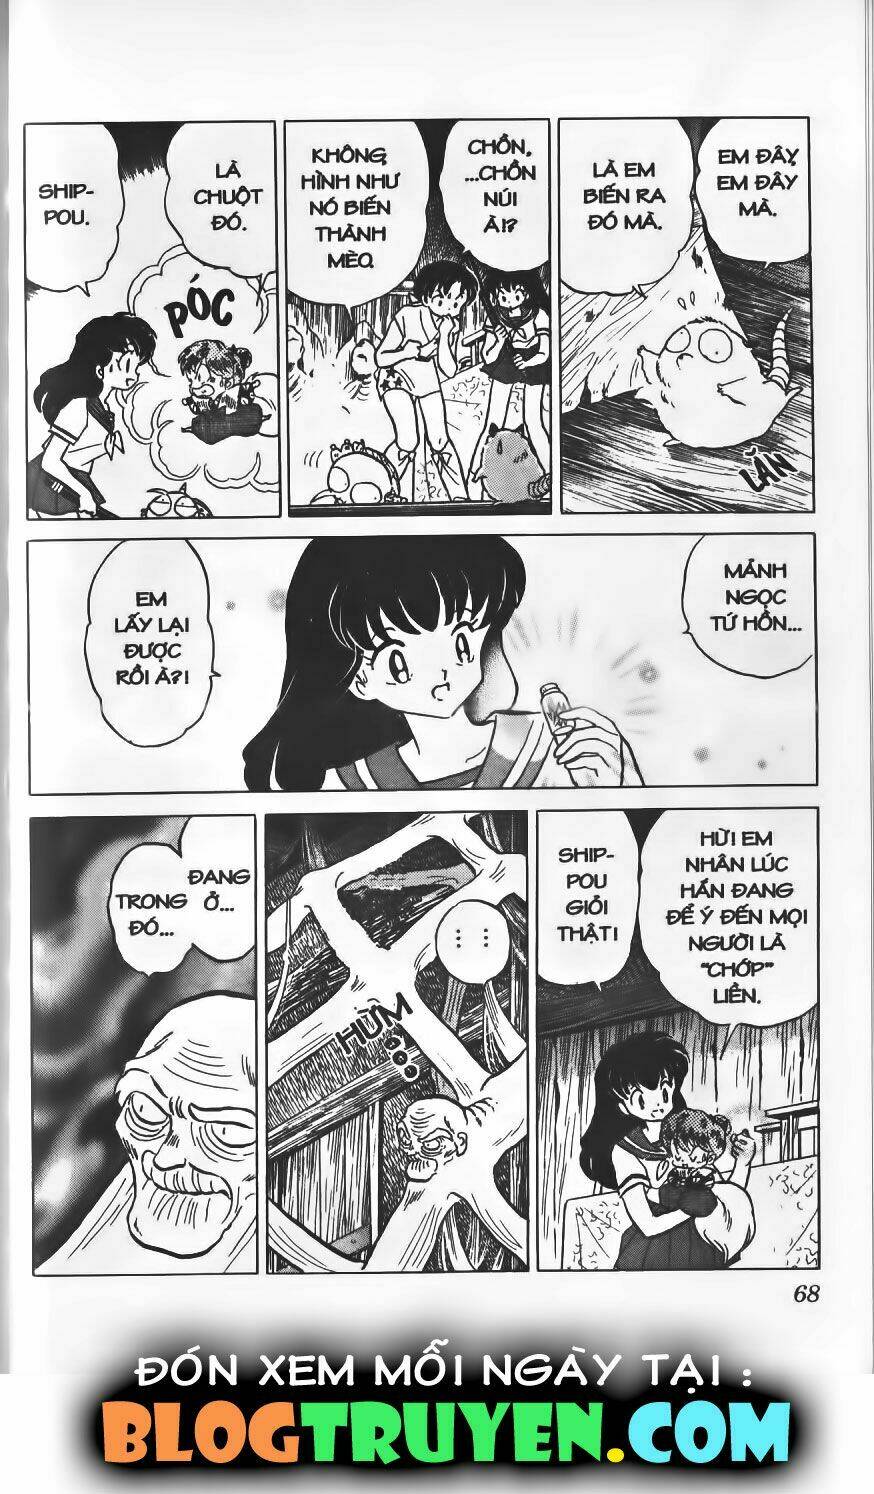 EM ĐÂY,
EM ĐÂY
MÀ.
LÀ EM
BIẾN RA
ĐÓ MÀ.
LĂN
CHỒN,
...CHỒN
NÚI
À!?
KHÔNG,
HÌNH NHƯ
NÓ BIẾN
THÀNH
MÈO.
LÀ
CHUỘT
ĐÓ.
PÓC
SHIP-
POU.
MẢNH
NGỌC
TỨ HỒN...
EM
LẤY LẠI
ĐƯỢC
RỒI À?!
HỪ! EM
NHÂN LÚC
HẮN ĐANG
ĐỂ Ý ĐẾN MỌI
NGƯỜI LÀ
"CHỚP"
LIỀN.
SHIP-
POU
GIỎI
THẬT!
......
HỪM...
ĐANG
Ở...
TRONG
ĐÓ...
68
ĐÓN XEM MỖI NGÀY TẠI :
BLOGTRUYEN.COM